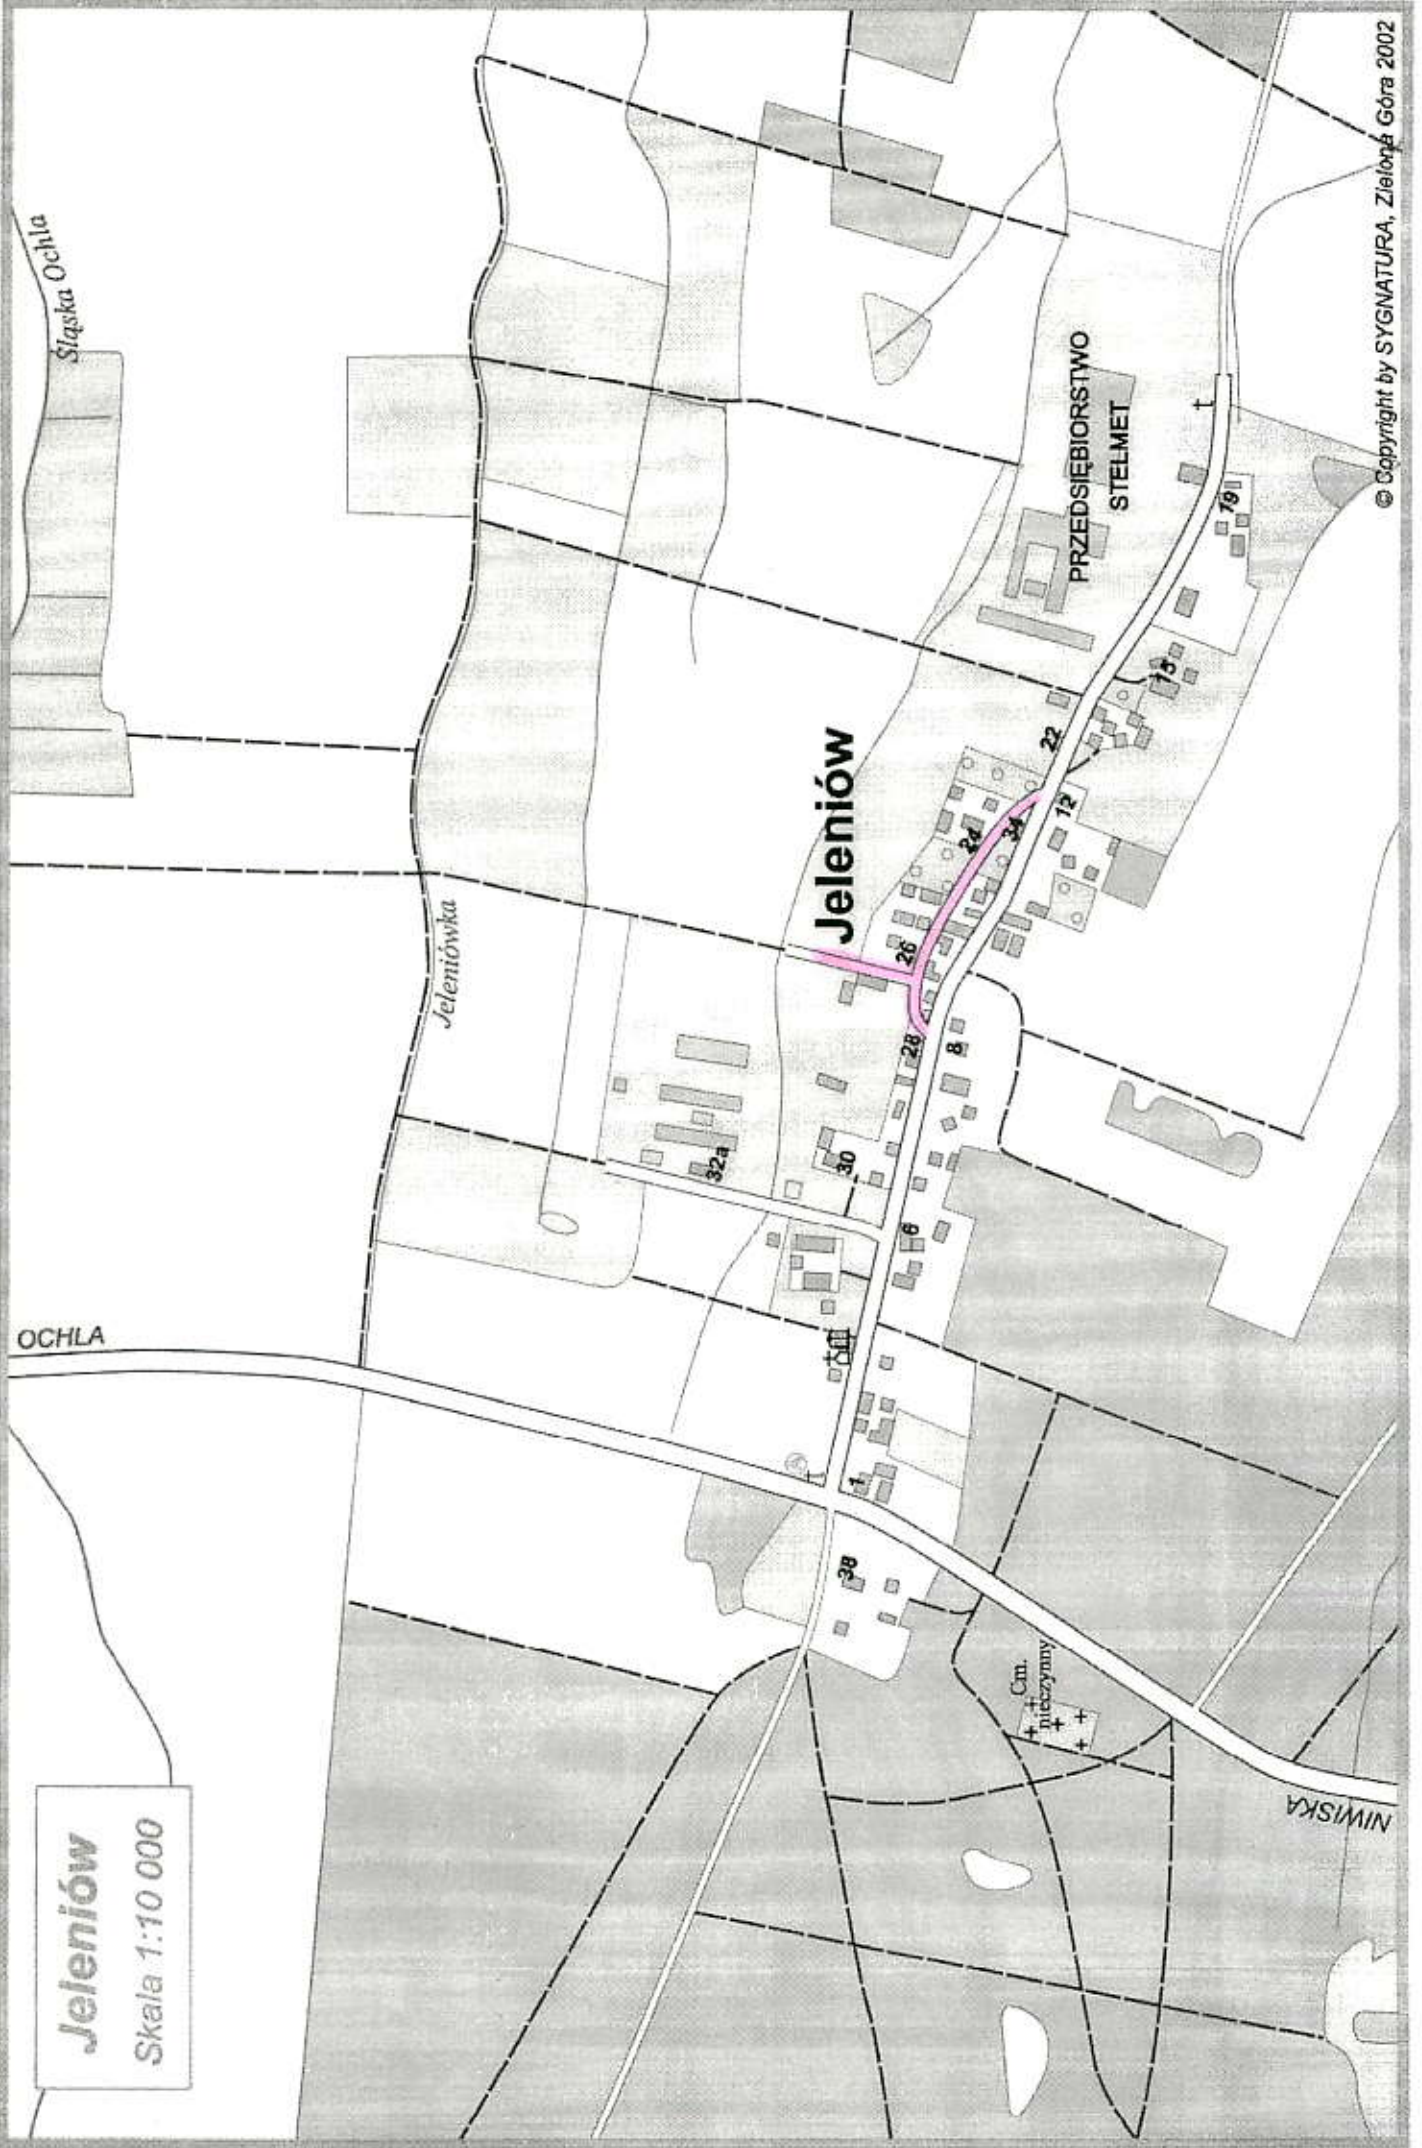 Jeleniów
Skala 1:10 000
OCHLA
Śląska Ochla
Jeleniówka
Jeleniów
32a
30
28
26
24
34
22
PRZEDSIĘBIORSTWO
STELMET
38
1
6
8
12
15
19
Cm.
nieczynny
NIWISKA
© Copyright by SYGNATURA, Zielona Góra 2002